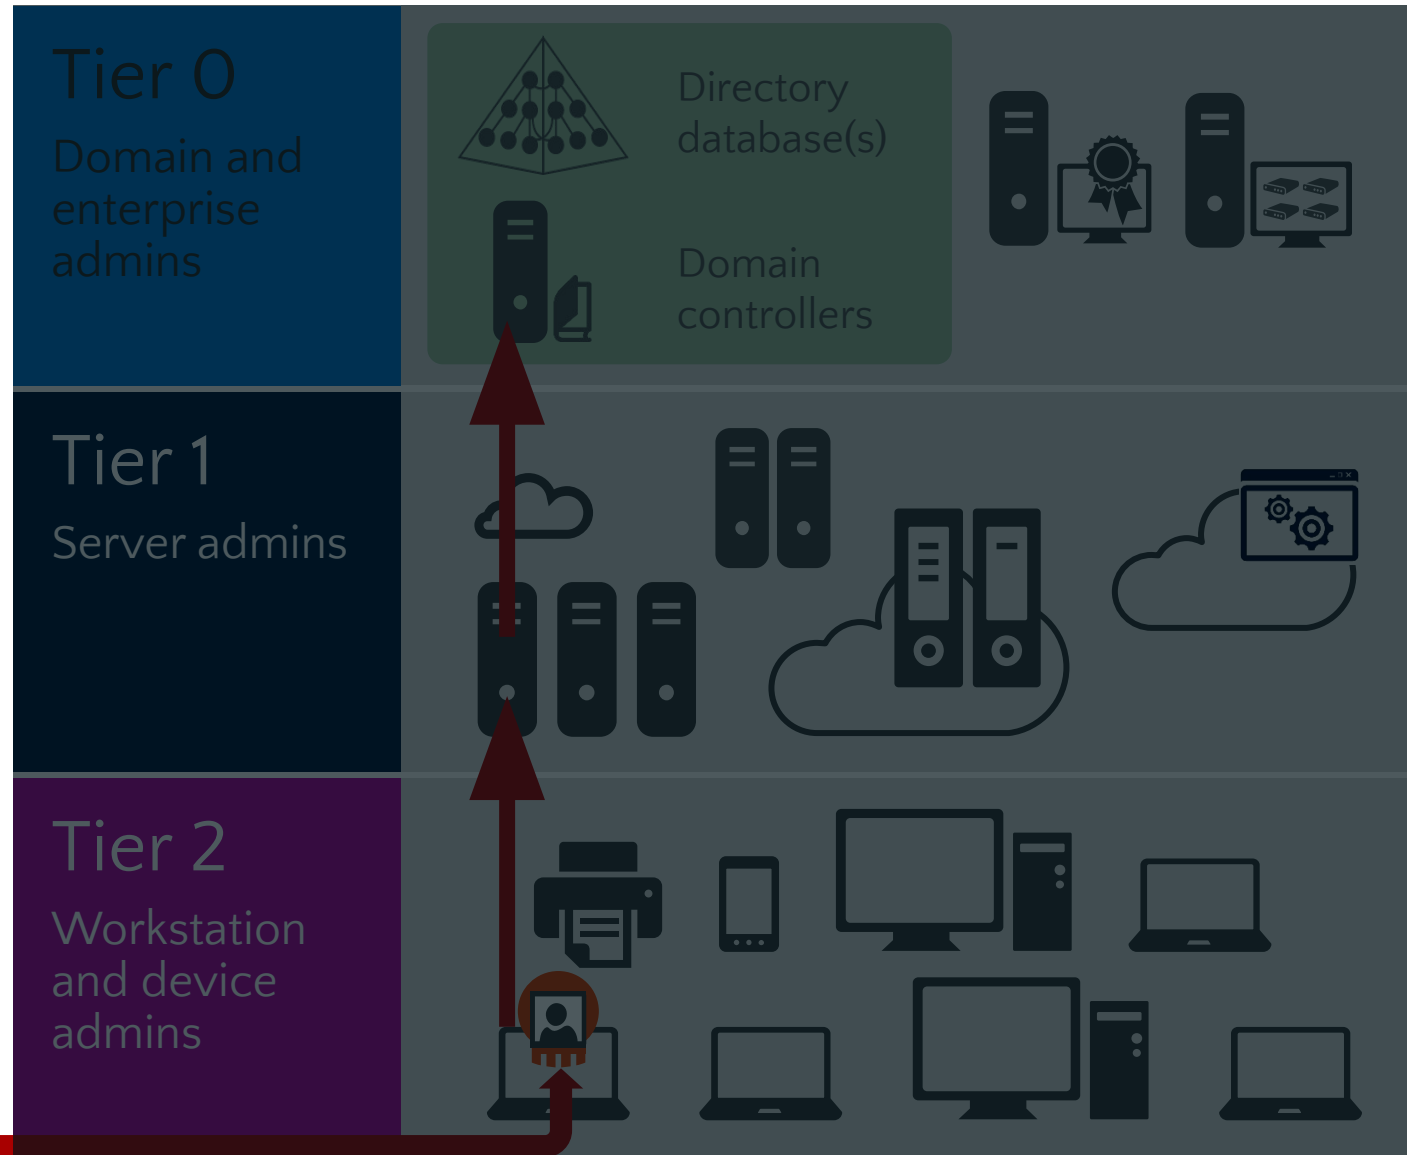 Tier 0
Domain and
enterprise
admins
Directory
database(s)
Domain
controllers
Tier 1
Server admins
Tier 2
Workstation
and device
admins